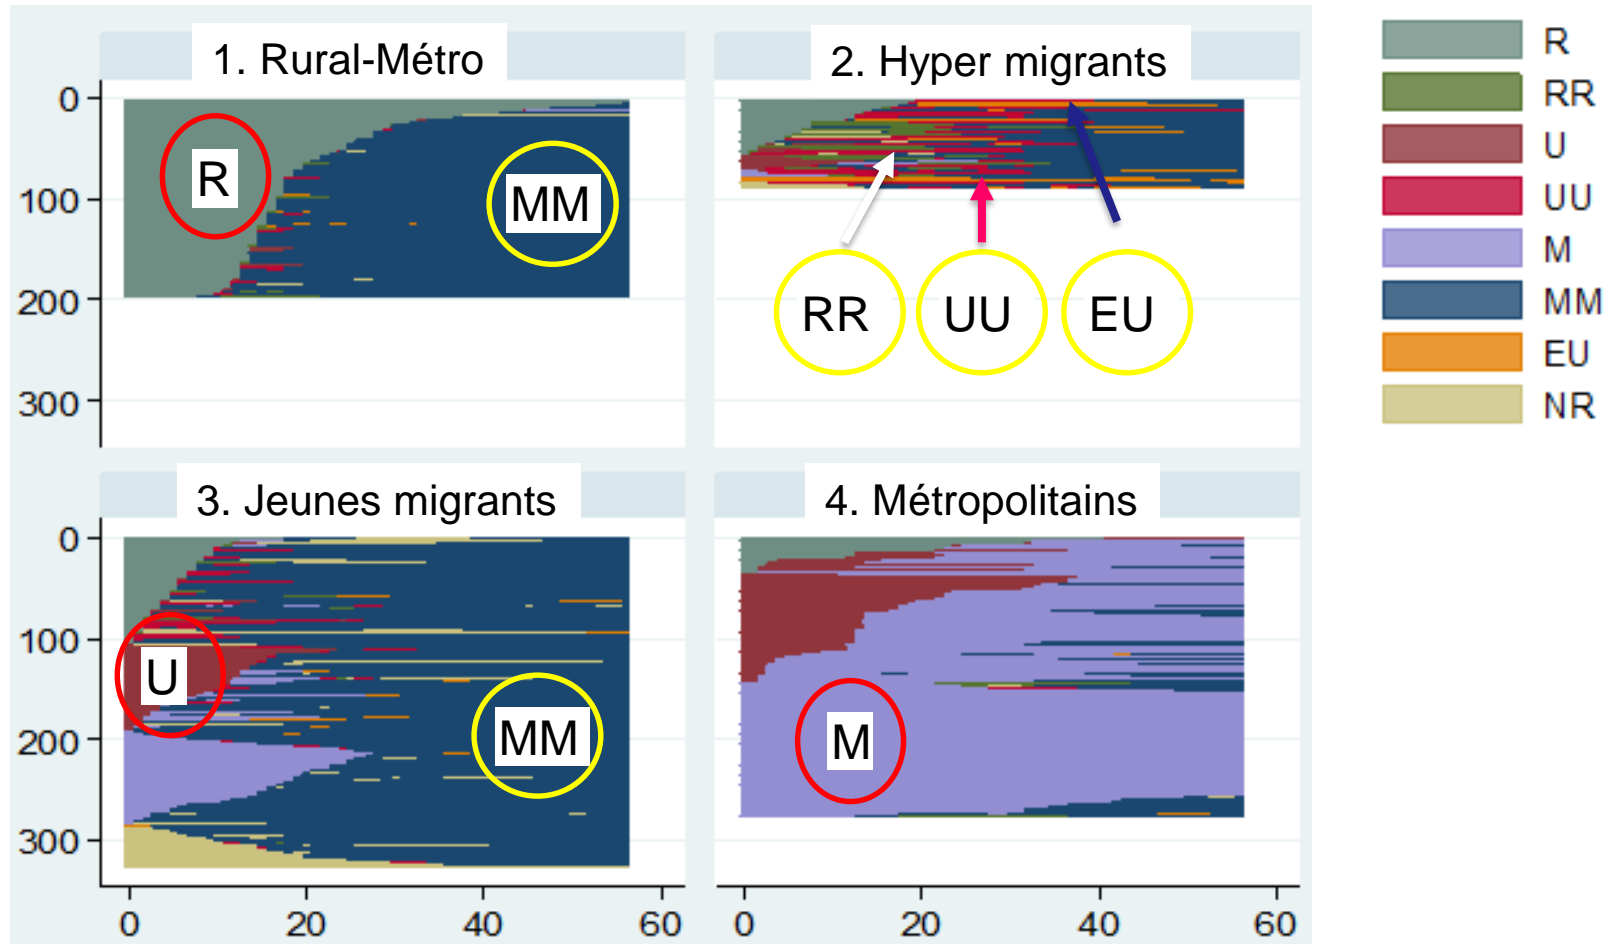 1. Rural-Métro
2. Hyper migrants
0
100
200
300
R
MM
RR
UU
EU
3. Jeunes migrants
4. Métropolitains
0
100
200
300
U
MM
M
0 20 40 60
0 20 40 60
R
RR
U
UU
M
MM
EU
NR